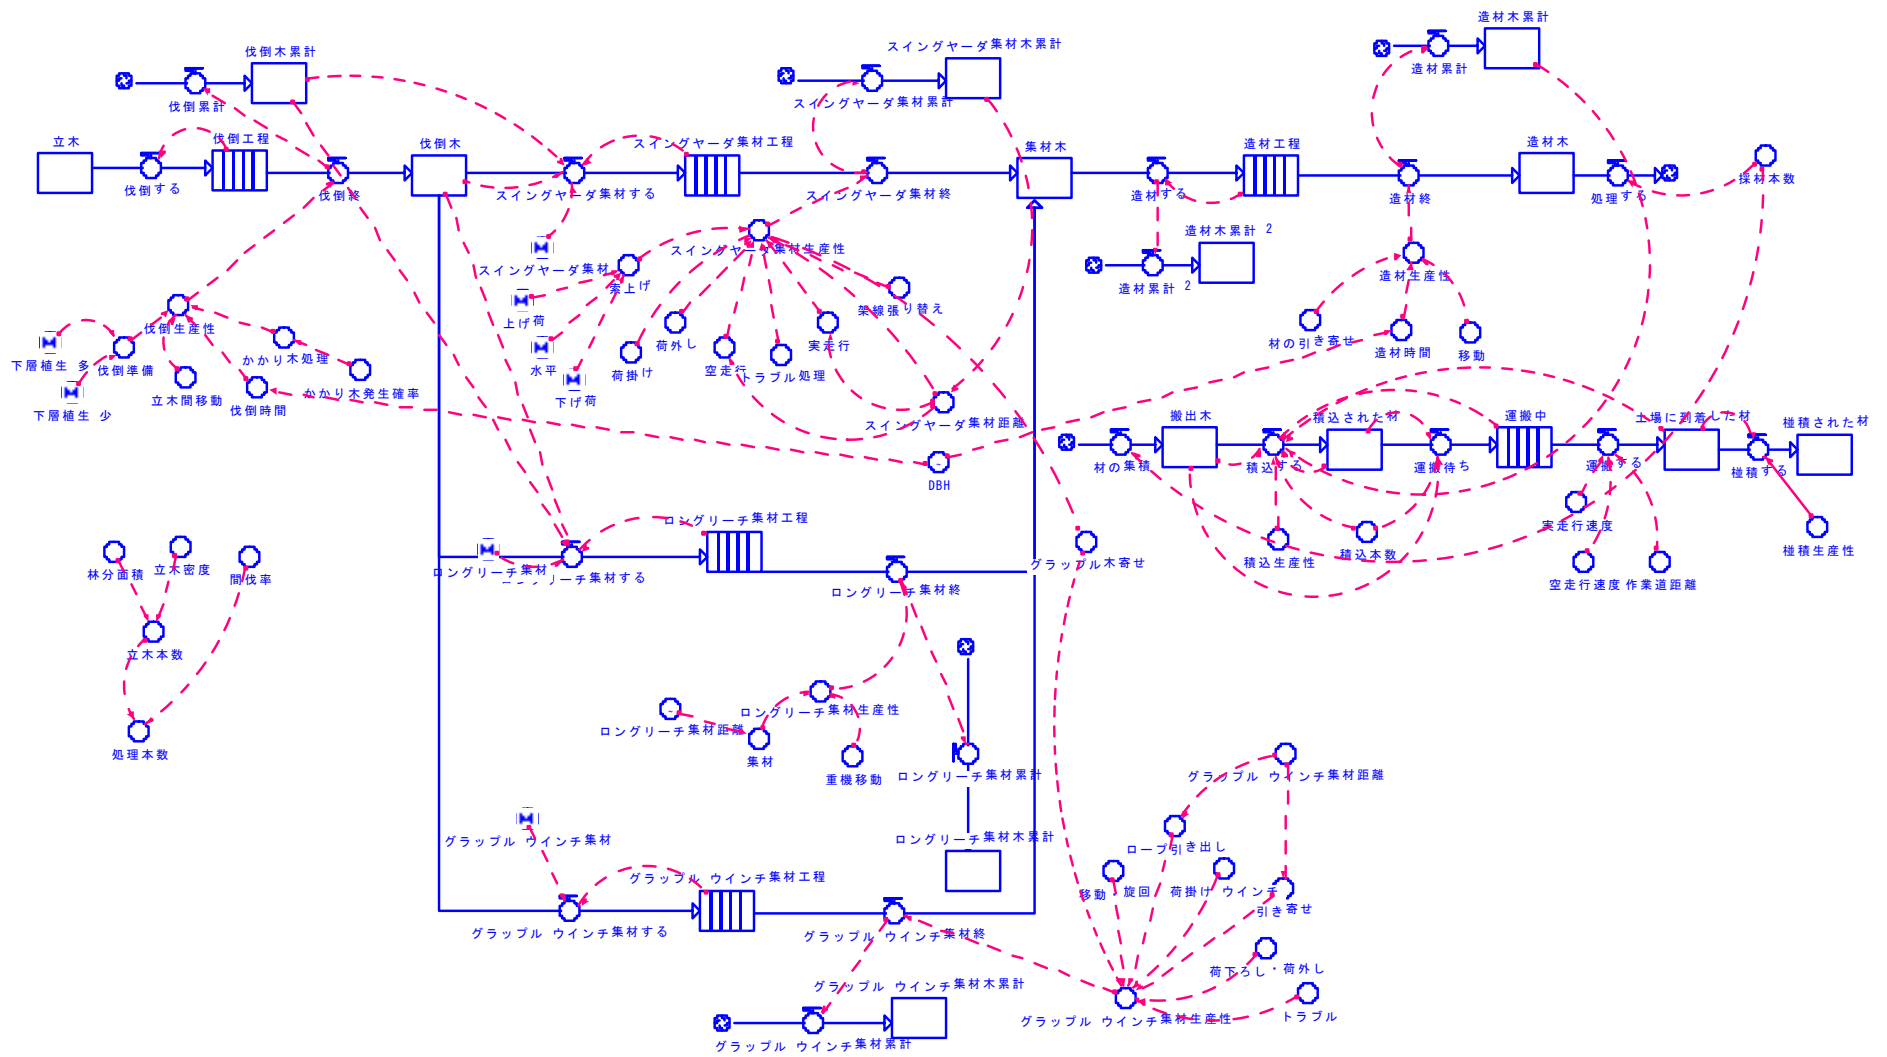 造材木累計
スイングヤーダ集材木累計
伐倒木累計
造材累計
スイングヤーダ集材累計
伐倒累計
立木
伐倒工程
伐倒木
スイングヤーダ集材工程
集材木
造材工程
造材木
採材本数
伐倒する
伐倒終
スイングヤーダ集材する
スイングヤーダ集材終
造材する
造材終
処理する
造材木累計 2
スイングヤーダ集材生産性
スイングヤーダ集材
造材生産性
索上げ
造材累計 2
架線張り替え
上げ荷
伐倒生産性
かかり木処理
荷外し
実走行
材の引き寄せ
造材時間
移動
下層植生 多
伐倒準備
水平
荷掛け
空走行
トラブル処理
立木間移動
伐倒時間
かかり木発生確率
下げ荷
下層植生 少
スイングヤーダ集材距離
搬出木
積込された材
運搬中
土場に到着した材
椪積された材
材の集積
積込する
運搬待ち
運搬する
椪積する
DBH
ロングリーチ集材工程
実走行速度
椪積生産性
積込本数
積込生産性
グラップル木寄せ
林分面積
立木密度
間伐率
ロングリーチ集材
ロングリーチ集材する
ロングリーチ集材終
空走行速度
作業道距離
立木本数
ロングリーチ集材生産性
ロングリーチ集材距離
処理本数
集材
重機移動
ロングリーチ集材累計
グラップル ウインチ集材距離
グラップル ウインチ集材
ロングリーチ集材木累計
ロープ引き出し
グラップル ウインチ集材工程
移動・旋回
荷掛け ウインチ
引き寄せ
グラップル ウインチ集材する
グラップル ウインチ集材終
荷下ろし・荷外し
グラップル ウインチ集材木累計
グラップル ウインチ集材生産性
トラブル
グラップル ウインチ集材累計